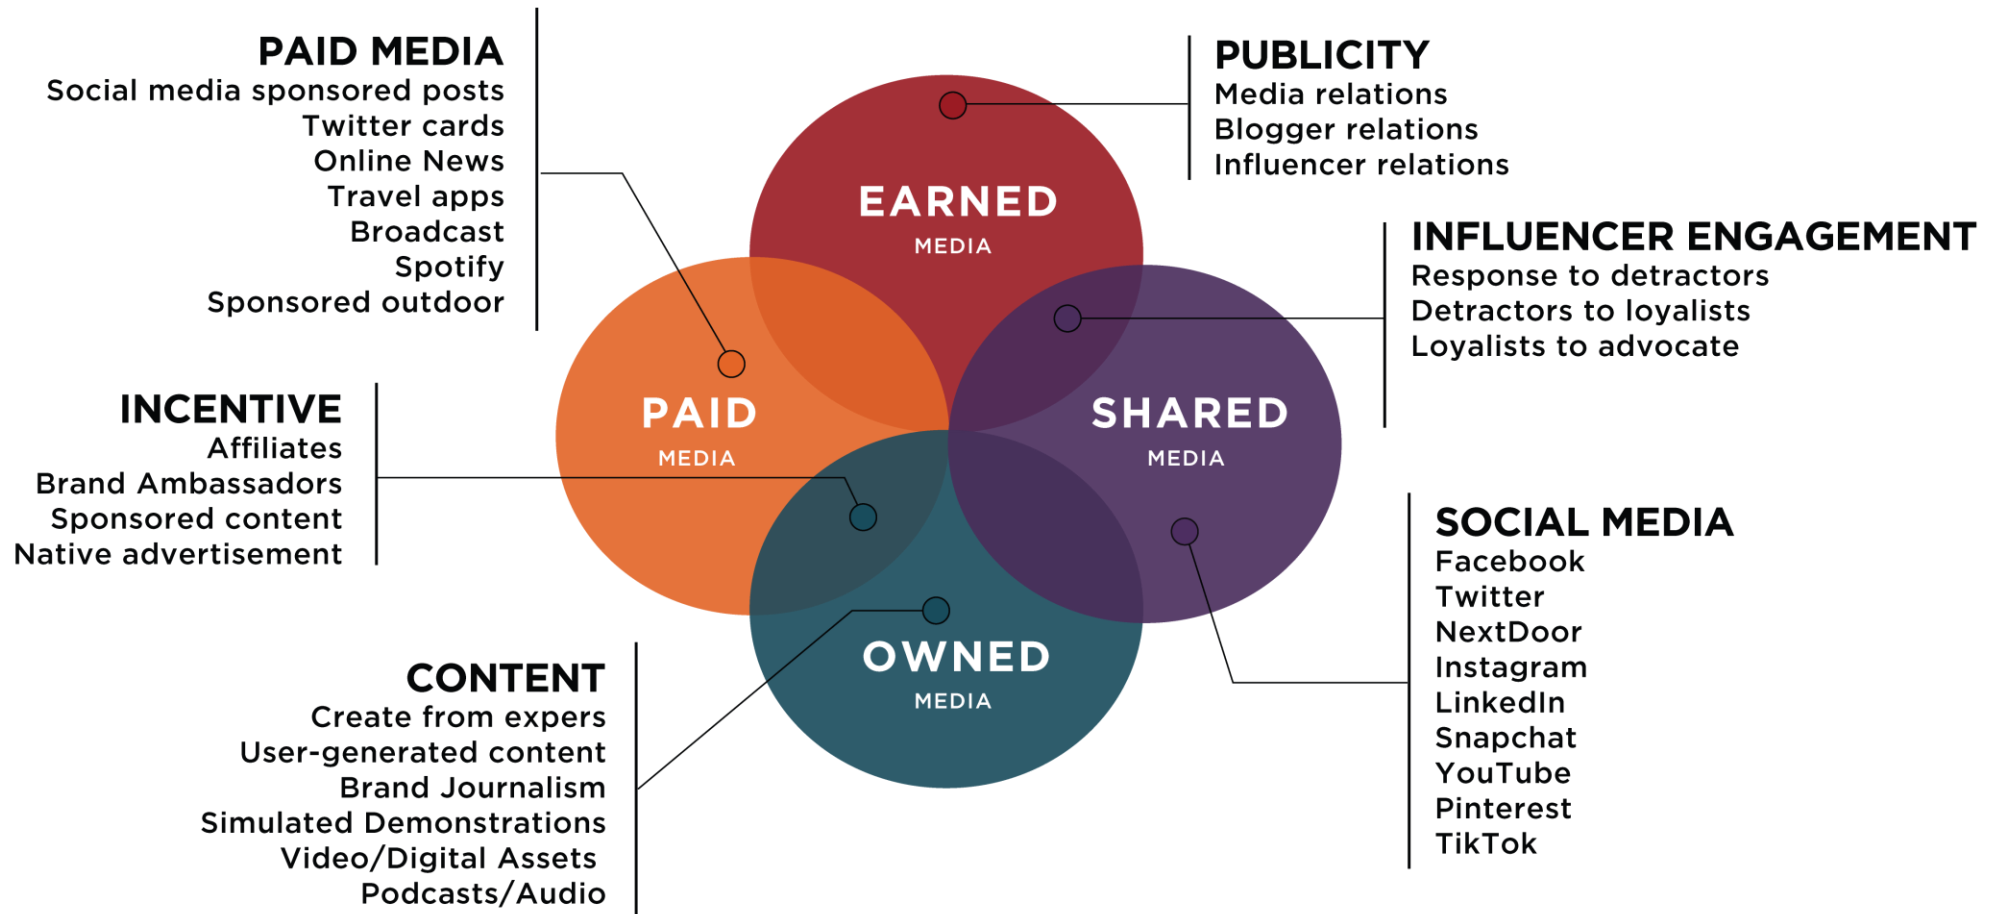 PAID MEDIA
Social media sponsored posts
Twitter cards
Online News
Travel apps
Broadcast
Spotify
Sponsored outdoor
INCENTIVE
Affiliates
Brand Ambassadors
Sponsored content
Native advertisement
CONTENT
Create from expers
User-generated content
Brand Journalism
Simulated Demonstrations
Video/Digital Assets
Podcasts/Audio
EARNED
MEDIA
PAID
MEDIA
SHARED
MEDIA
OWNED
MEDIA
PUBLICITY
Media relations
Blogger relations
Influencer relations
INFLUENCER ENGAGEMENT
Response to detractors
Detractors to loyalists
Loyalists to advocate
SOCIAL MEDIA
Facebook
Twitter
NextDoor
Instagram
LinkedIn
Snapchat
YouTube
Pinterest
TikTok